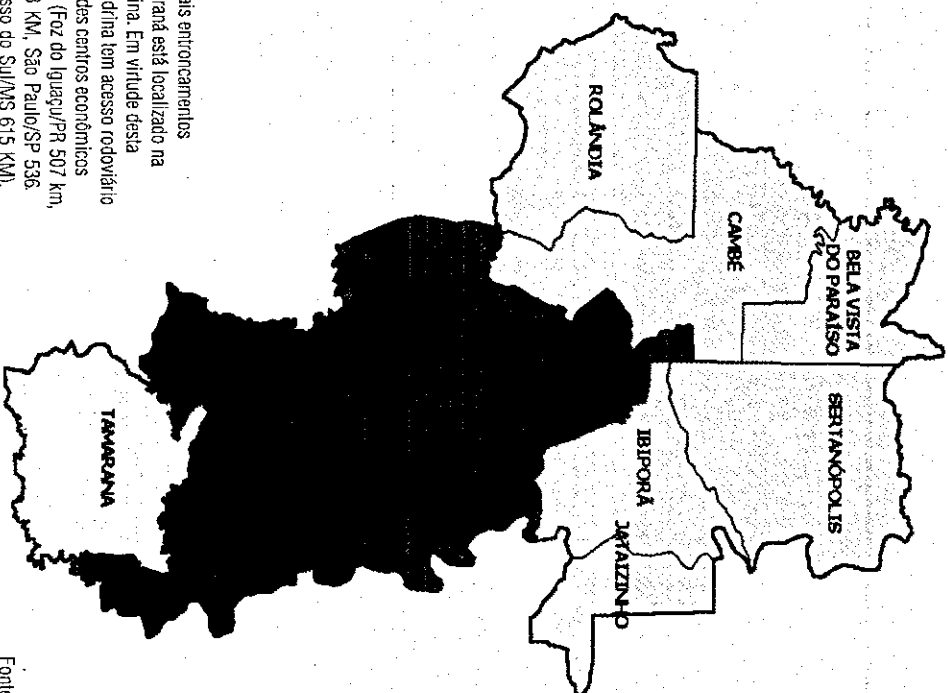 BELA VISTA
DO PARAÍSO
SERTANÓPOLIS
CAMBÉ
ROLÂNDIA
IBIPORÃ
JATAIZINHO
TAMARANA
ais entroncamentos
raná está localizado na
ina. Em virtude desta
drina tem acesso rodoviário
des centros econômicos
(Foz do Iguaçu/PR 507 km,
KM, São Paulo/SP 536
sso do Sul/MS 615 KM).
Fonte